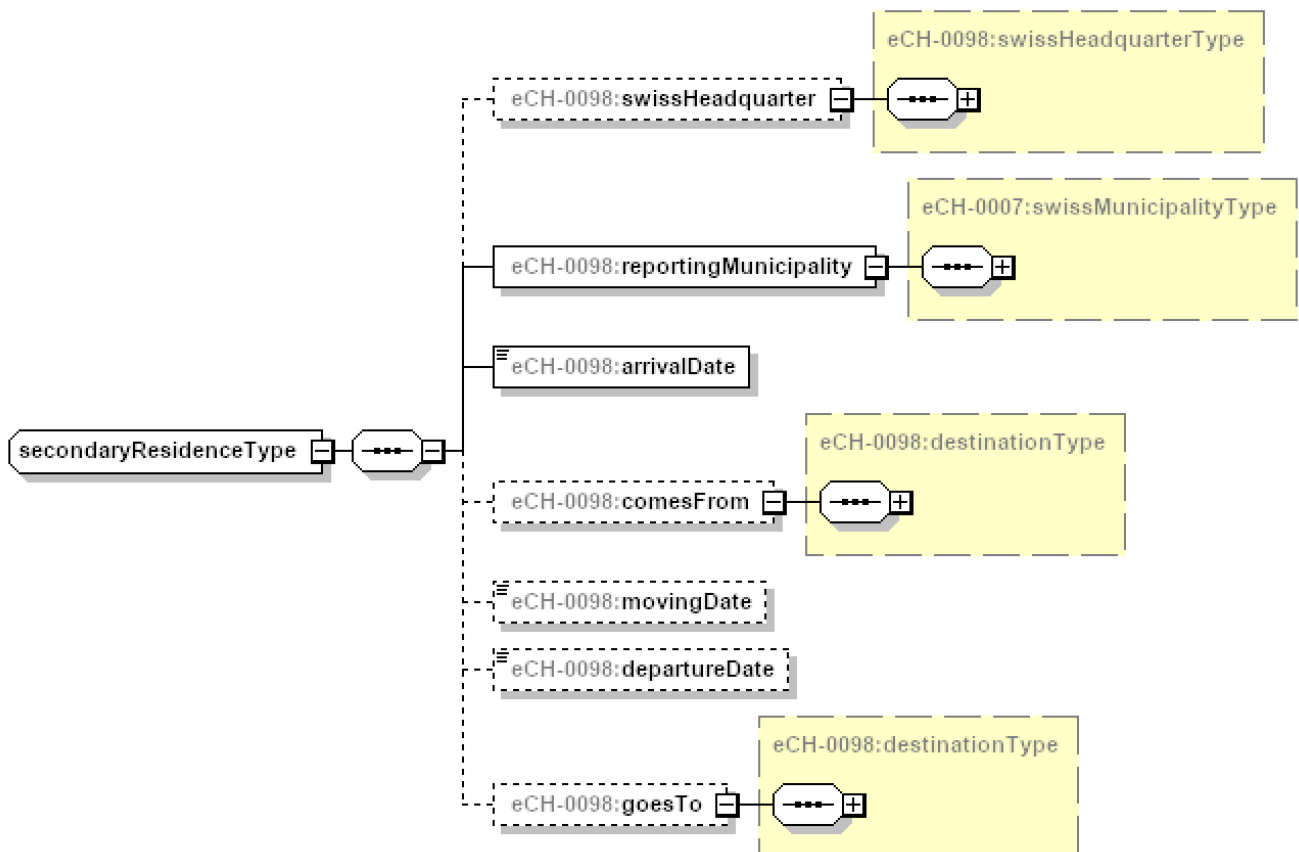 eCH-0098:swissHeadquarterType
eCH-0098:swissHeadquarter
eCH-0007:swissMunicipalityType
eCH-0098:reportingMunicipality
eCH-0098:arrivalDate
secondaryResidenceType
eCH-0098:destinationType
eCH-0098:comesFrom
eCH-0098:movingDate
eCH-0098:departureDate
eCH-0098:destinationType
eCH-0098:goesTo